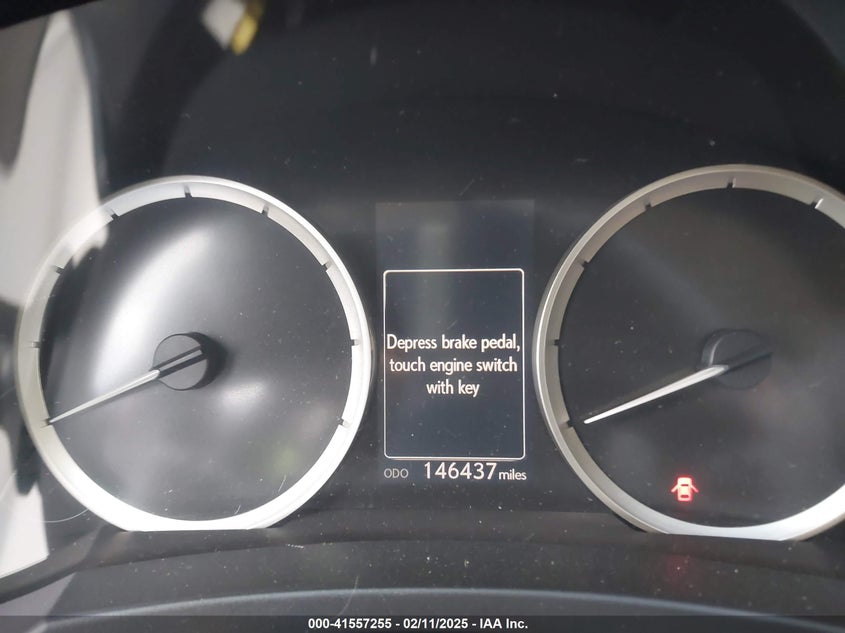 Depress brake pedal,
touch engine switch
with key
ODO 146437 miles
000-41557255 - 02/11/2025 - IAA Inc.